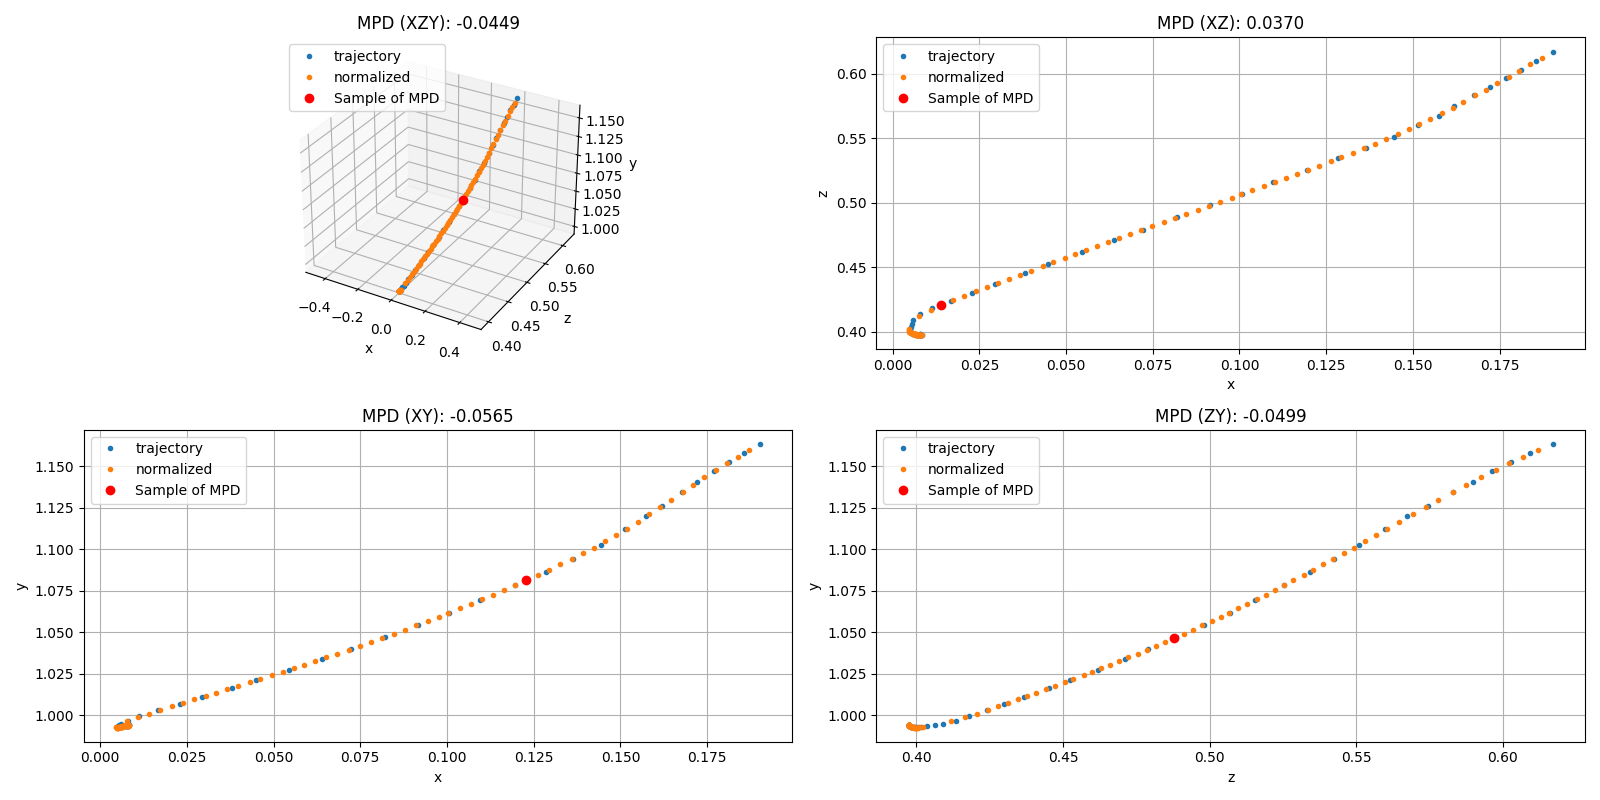 MPD (XZY): -0.0449
trajectory
normalized
Sample of MPD
1.150
1.125
1.100
1.075
1.050
1.025
1.000
y
0.60
0.55
0.50
0.45
0.40
z
−0.4
−0.2
0.0
0.2
0.4
x
MPD (XZ): 0.0370
trajectory
normalized
Sample of MPD
0.60
0.55
0.50
0.45
0.40
z
0.000 0.025 0.050 0.075 0.100 0.125 0.150 0.175
x
MPD (XY): -0.0565
trajectory
normalized
Sample of MPD
1.150
1.125
1.100
1.075
1.050
1.025
1.000
y
0.000 0.025 0.050 0.075 0.100 0.125 0.150 0.175
x
MPD (ZY): -0.0499
trajectory
normalized
Sample of MPD
1.150
1.125
1.100
1.075
1.050
1.025
1.000
y
0.40 0.45 0.50 0.55 0.60
z